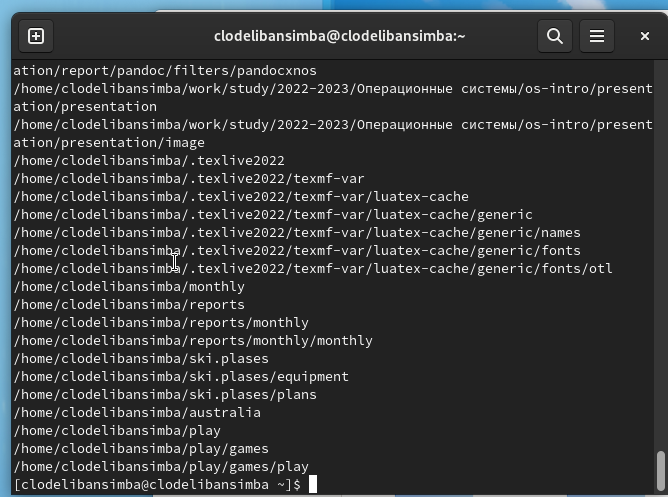 clodelibansimba@clodelibansimba:~
ation/report/pandoc/filters/pandocxnos
/home/clodelibansimba/work/study/2022-2023/Операционные системы/os-intro/present
ation/presentation
/home/clodelibansimba/work/study/2022-2023/Операционные системы/os-intro/present
ation/presentation/image
/home/clodelibansimba/.texlive2022
/home/clodelibansimba/.texlive2022/texmf-var
/home/clodelibansimba/.texlive2022/texmf-var/luatex-cache
/home/clodelibansimba/.texlive2022/texmf-var/luatex-cache/generic
/home/clodelibansimba/.texlive2022/texmf-var/luatex-cache/generic/names
/home/clodelibansimba/.texlive2022/texmf-var/luatex-cache/generic/fonts
/home/clodelibansimba/.texlive2022/texmf-var/luatex-cache/generic/fonts/otl
/home/clodelibansimba/monthly
/home/clodelibansimba/reports
/home/clodelibansimba/reports/monthly
/home/clodelibansimba/reports/monthly/monthly
/home/clodelibansimba/ski.plases
/home/clodelibansimba/ski.plases/equipment
/home/clodelibansimba/ski.plases/plans
/home/clodelibansimba/australia
/home/clodelibansimba/play
/home/clodelibansimba/play/games
/home/clodelibansimba/play/games/play
[clodelibansimba@clodelibansimba ~]$